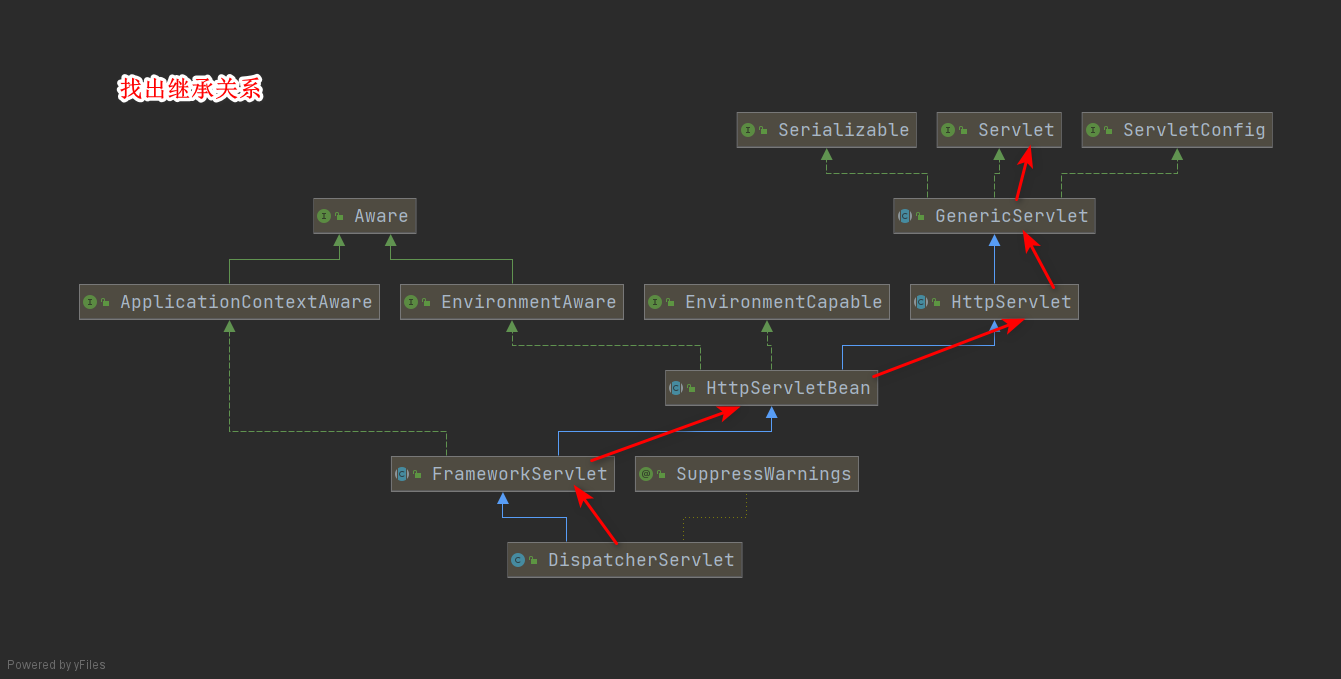 找出继承关系
Serializable
Servlet
ServletConfig
Aware
GenericServlet
ApplicationContextAware
EnvironmentAware
EnvironmentCapable
HttpServlet
HttpServletBean
FrameworkServlet
SuppressWarnings
DispatcherServlet
Powered by yFiles